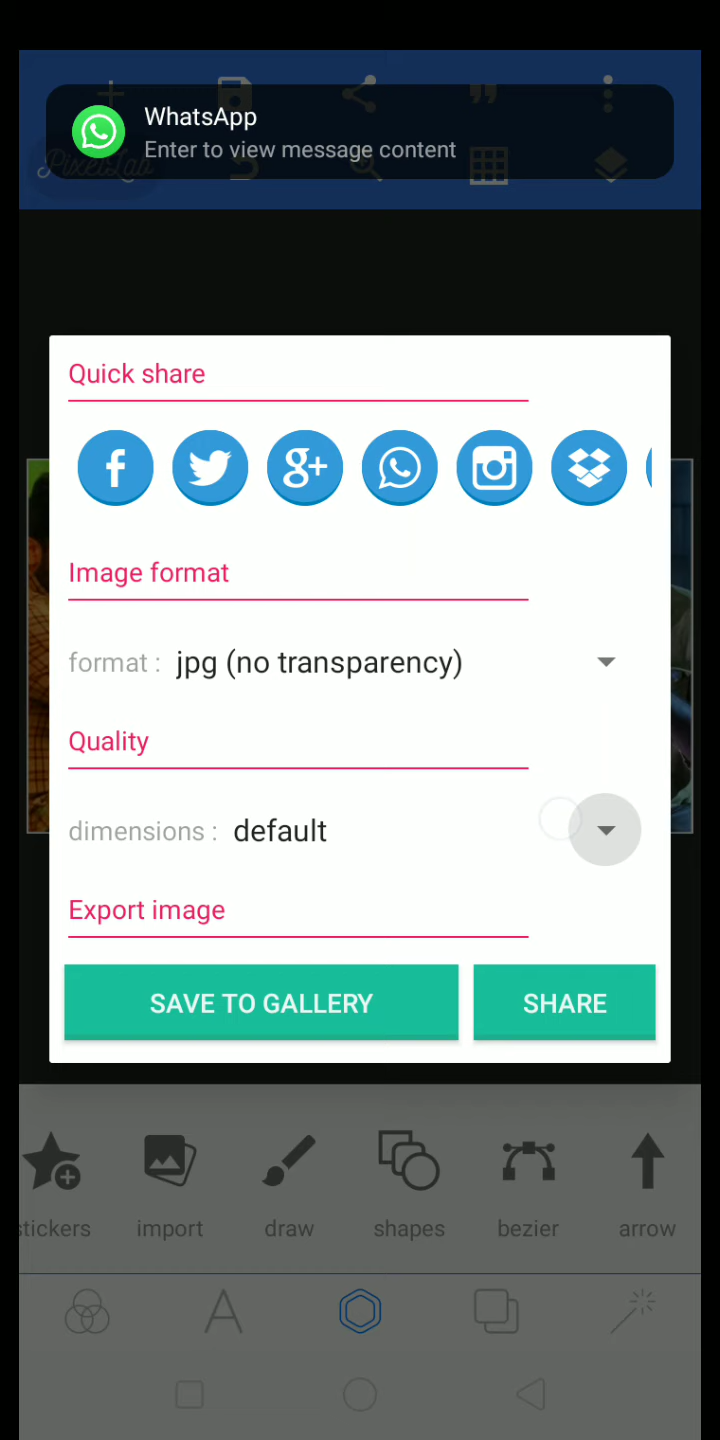 WhatsApp
Enter to view message content
PixelLab
Quick share
Image format
format : jpg (no transparency)
Quality
dimensions : default
Export image
SAVE TO GALLERY
SHARE
stickers
import
draw
shapes
bezier
arrow